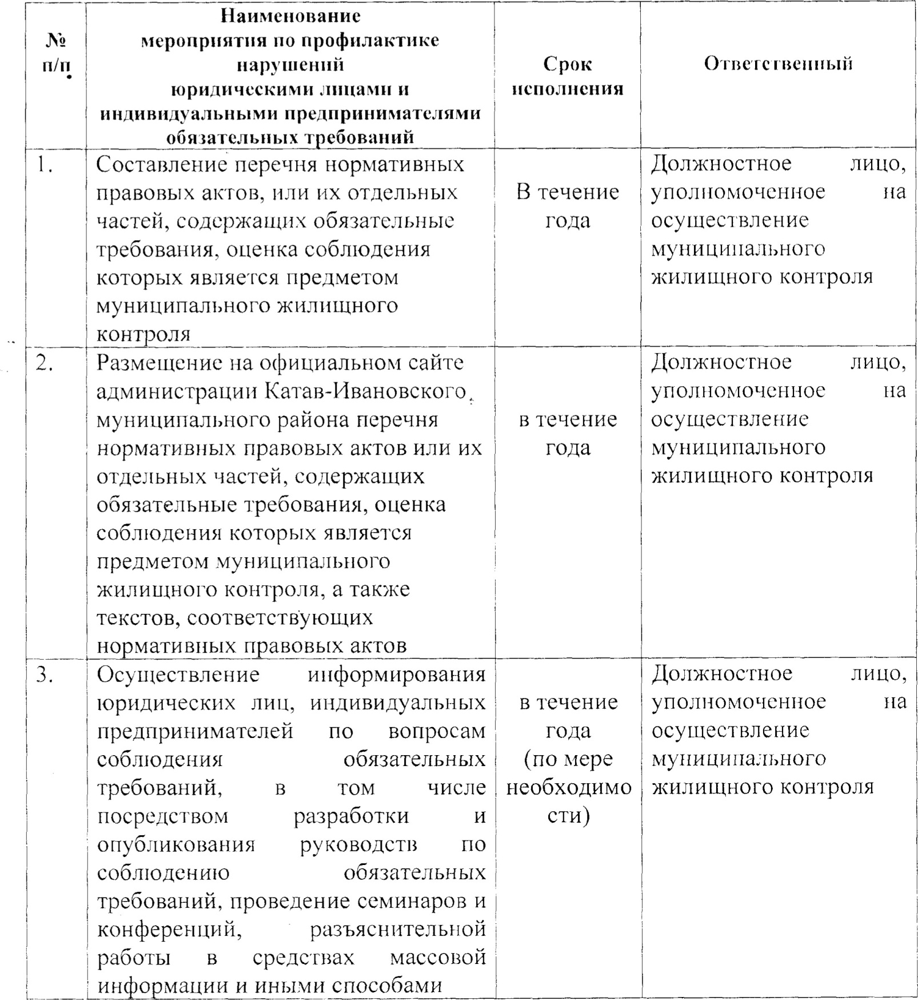 №
п/п
Наименование
мероприятия по профилактике
нарушений
юридическими лицами и
индивидуальными предпринимателями
обязательных требований
Срок
исполнения
Ответственный
1.
Составление перечня нормативных
правовых актов, или их отдельных
частей, содержащих обязательные
требования, оценка соблюдения
которых является предметом
муниципального жилищного
контроля
В течение
года
Должностное лицо,
уполномоченное на
осуществление
муниципального
жилищного контроля
2.
Размещение на официальном сайте
администрации Катав-Ивановского
муниципального района перечня
нормативных правовых актов или их
отдельных частей, содержащих
обязательные требования, оценка
соблюдения которых является
предметом муниципального
жилищного контроля, а также
текстов, соответствующих
нормативных правовых актов
в течение
года
Должностное лицо,
уполномоченное на
осуществление
муниципального
жилищного контроля
3.
Осуществление информирования
юридических лиц, индивидуальных
предпринимателей по вопросам
соблюдения обязательных
требований, в том числе
посредством разработки и
опубликования руководств по
соблюдению обязательных
требований, проведение семинаров и
конференций, разъяснительной
работы в средствах массовой
информации и иными способами
в течение
года
(по мере
необходимо
сти)
Должностное лицо,
уполномоченное на
осуществление
муниципального
жилищного контроля